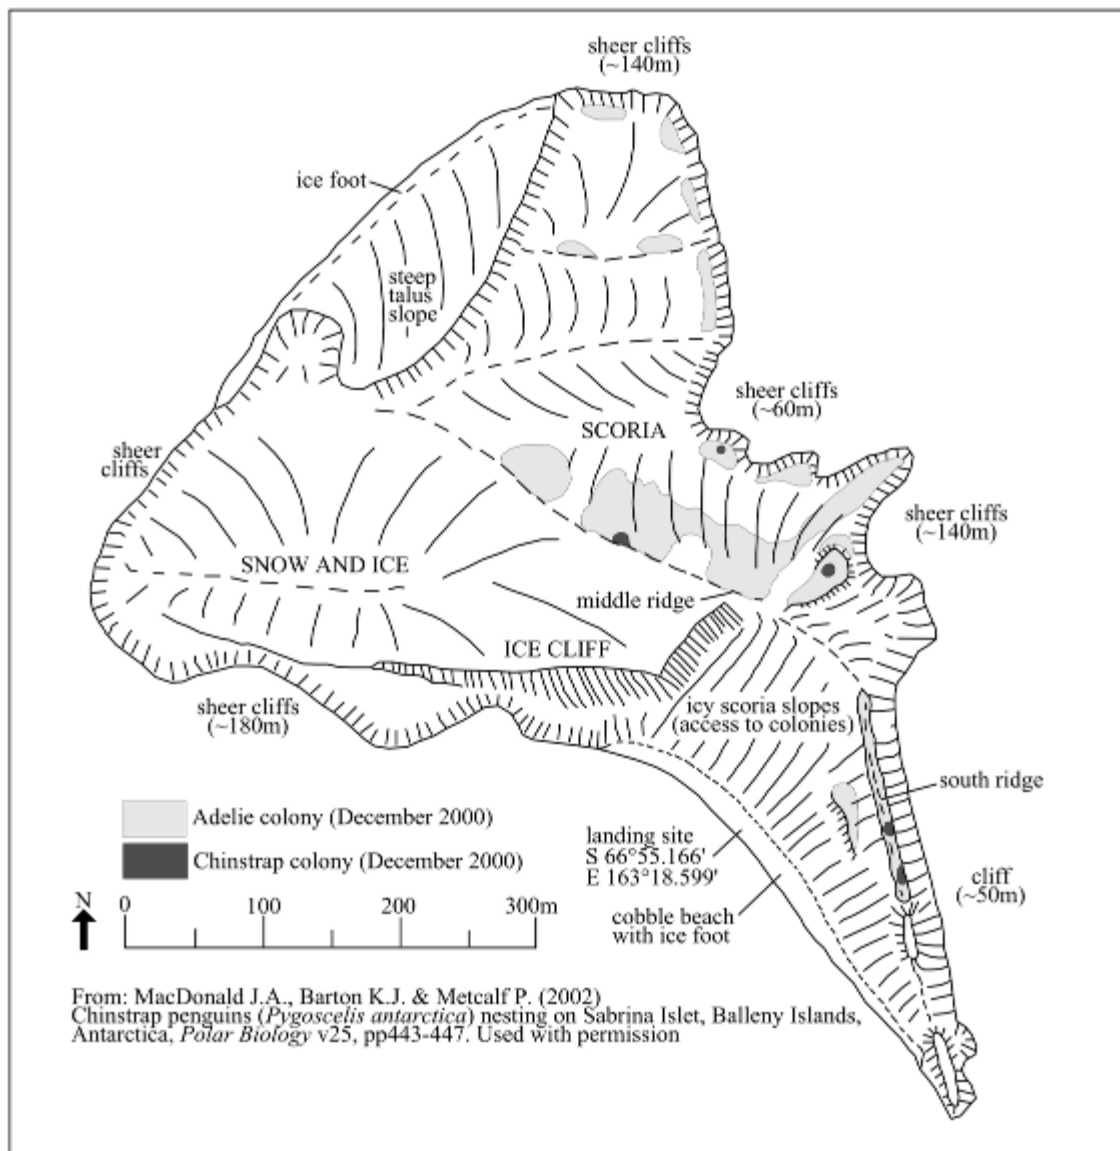 sheer cliffs
(~140m)
ice foot
steep
talus
slope
sheer cliffs
(~60m)
SCORIA
sheer
cliffs
sheer cliffs
(~140m)
SNOW AND ICE
middle ridge
ICE CLIFF
sheer cliffs
(~180m)
icy scoria slopes
(access to colonies)
south ridge
Adelie colony (December 2000)
Chinstrap colony (December 2000)
landing site
S 66°55.166'
E 163°18.599'
cliff
(~50m)
cobble beach
with ice foot
N
0 100 200 300m
From: MacDonald J.A., Barton K.J. & Metcalf P. (2002)
Chinstrap penguins (Pygoscelis antarctica) nesting on Sabrina Islet, Balleny Islands,
Antarctica, Polar Biology v25, pp443-447. Used with permission